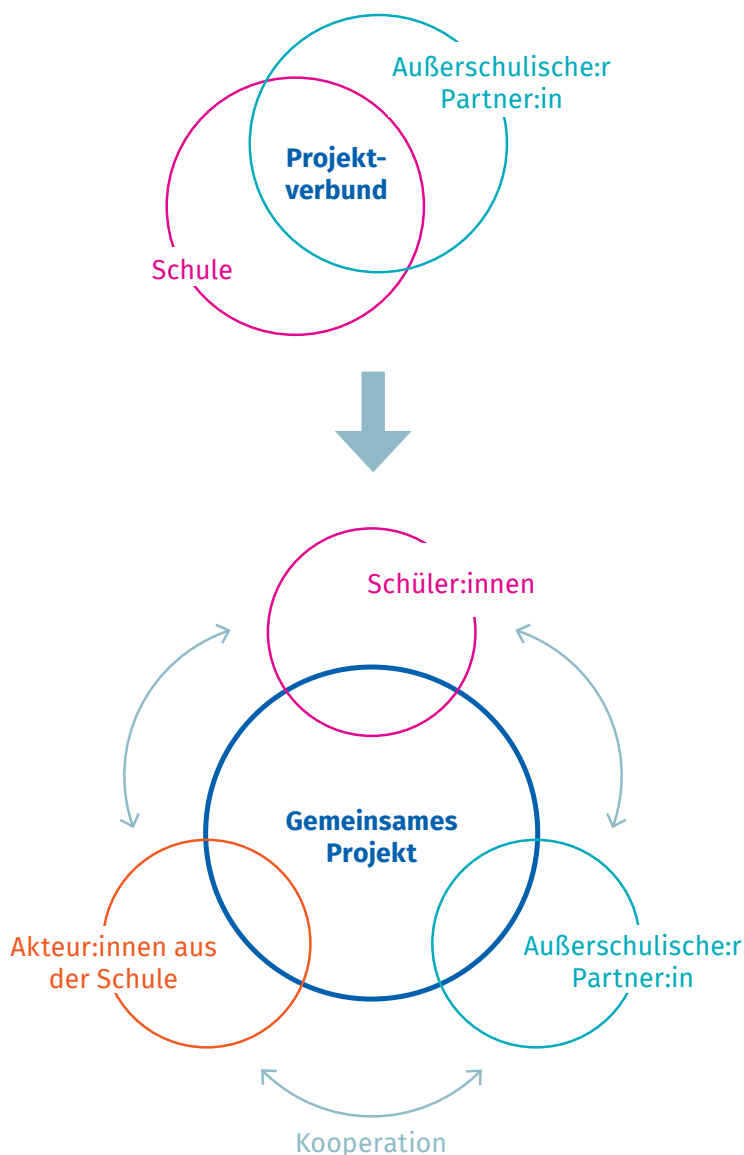 Außerschulische:r
Partner:in
Projekt-
verbund
Schule
Schüler:innen
Gemeinsames
Projekt
Akteur:innen aus
der Schule
Außerschulische:r
Partner:in
Kooperation